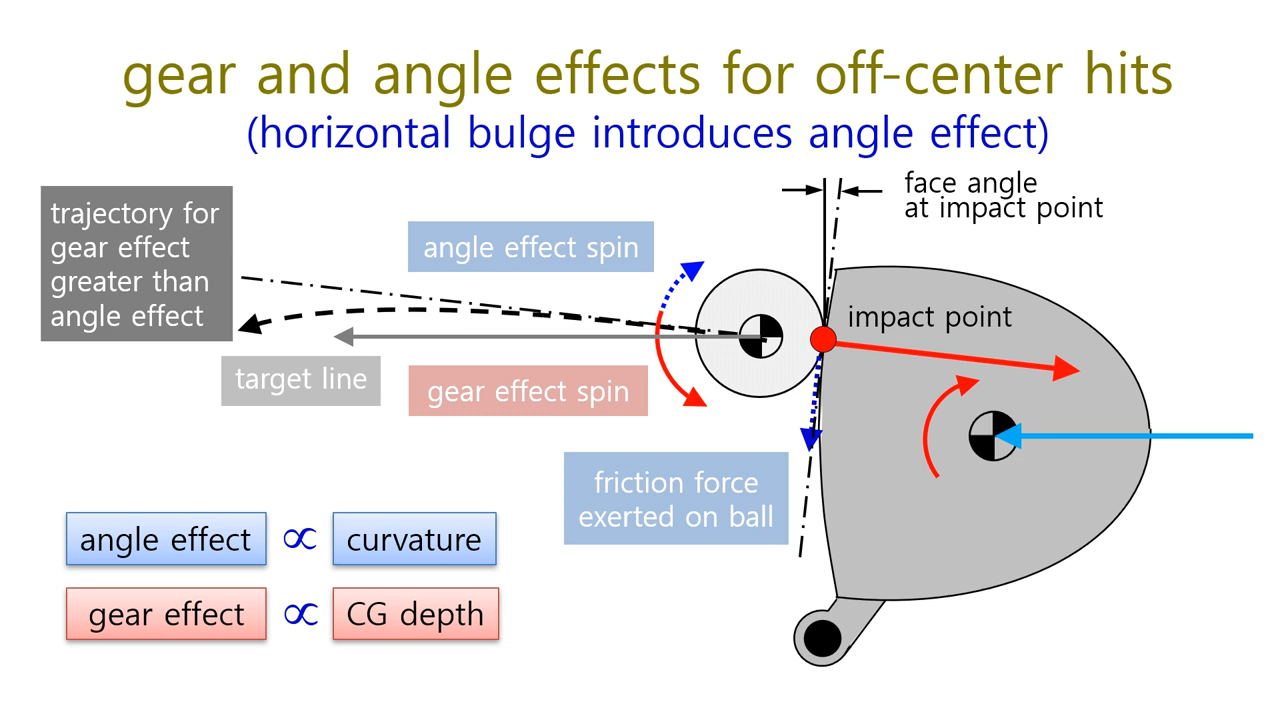 gear and angle effects for off-center hits
(horizontal bulge introduces angle effect)
face angle
at impact point
trajectory for
gear effect
greater than
angle effect
angle effect spin
impact point
target line
gear effect spin
friction force
exerted on ball
angle effect ∝ curvature
gear effect ∝ CG depth